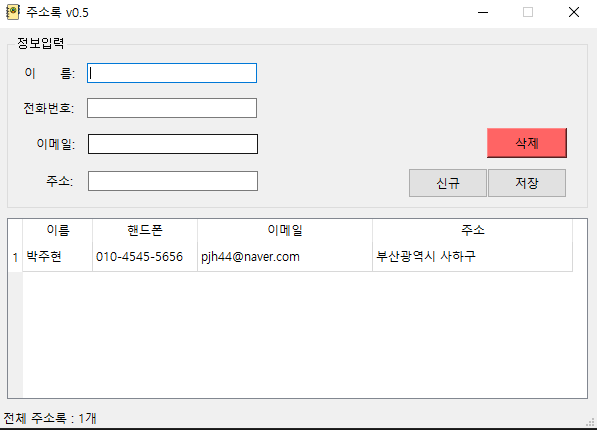 주소록 v0.5
정보입력
이 름:
전화번호:
이메일:
삭제
주소:
신규 저장
이름 핸드폰 이메일 주소
1 박주현 010-4545-5656 pjh44@naver.com 부산광역시 사하구
전체 주소록 : 1개